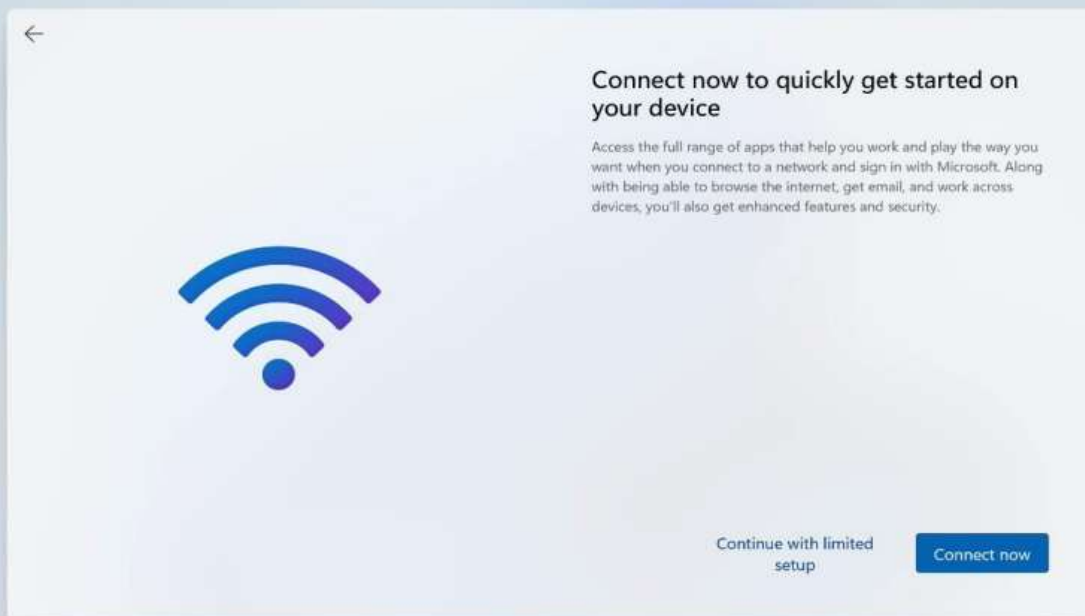 Connect now to quickly get started on
your device
Access the full range of apps that help you work and play the way you
want when you connect to a network and sign in with Microsoft. Along
with being able to browse the internet, get email, and work across
devices, you'll also get enhanced features and security.
Continue with limited
setup
Connect now